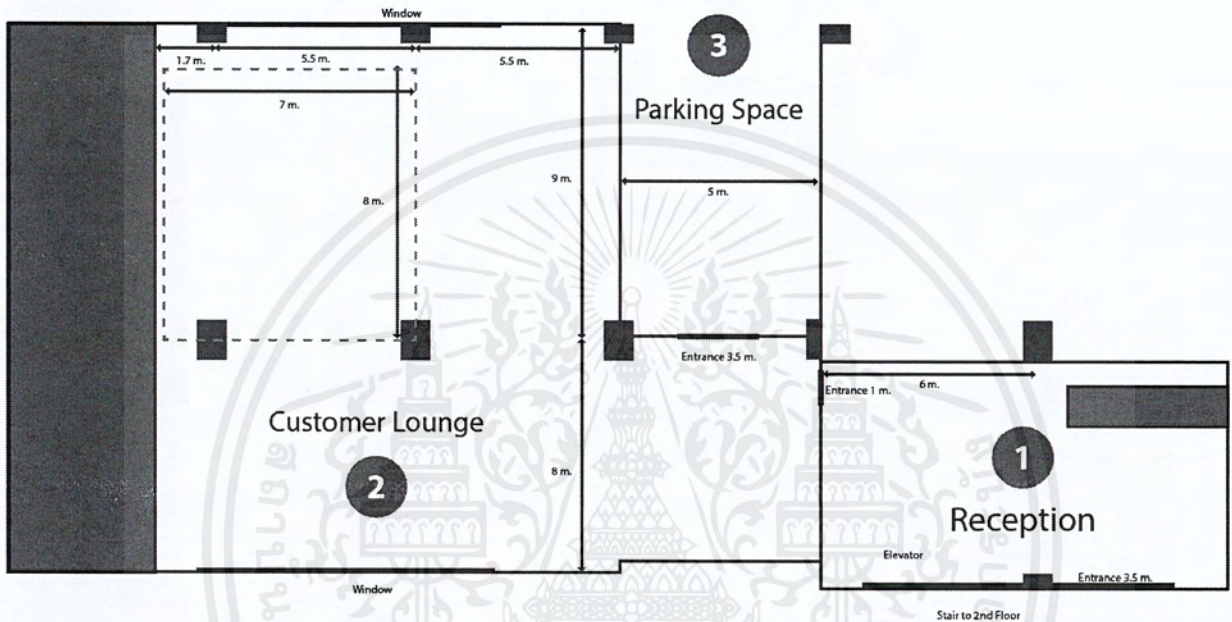 Window
3
1.7 m.
5.5 m.
5.5 m.
7 m.
Parking Space
9 m.
5 m.
8 m.
Entrance 3.5 m.
Entrance 1 m.
6 m.
Customer Lounge
2
8 m.
1
Reception
Elevator
Window
Entrance 3.5 m.
Stair to 2nd Floor